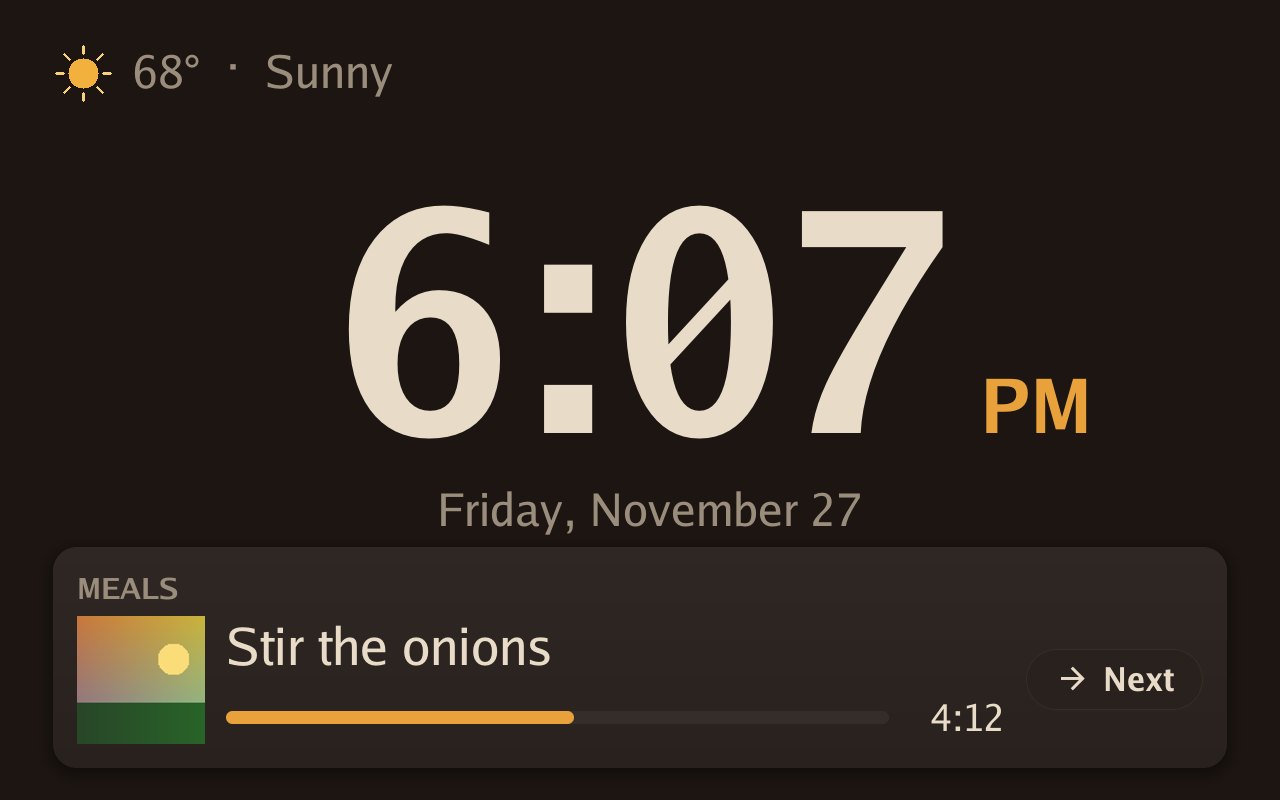 68° · Sunny
6:07 PM
Friday, November 27
MEALS
Stir the onions
4:12
→ Next